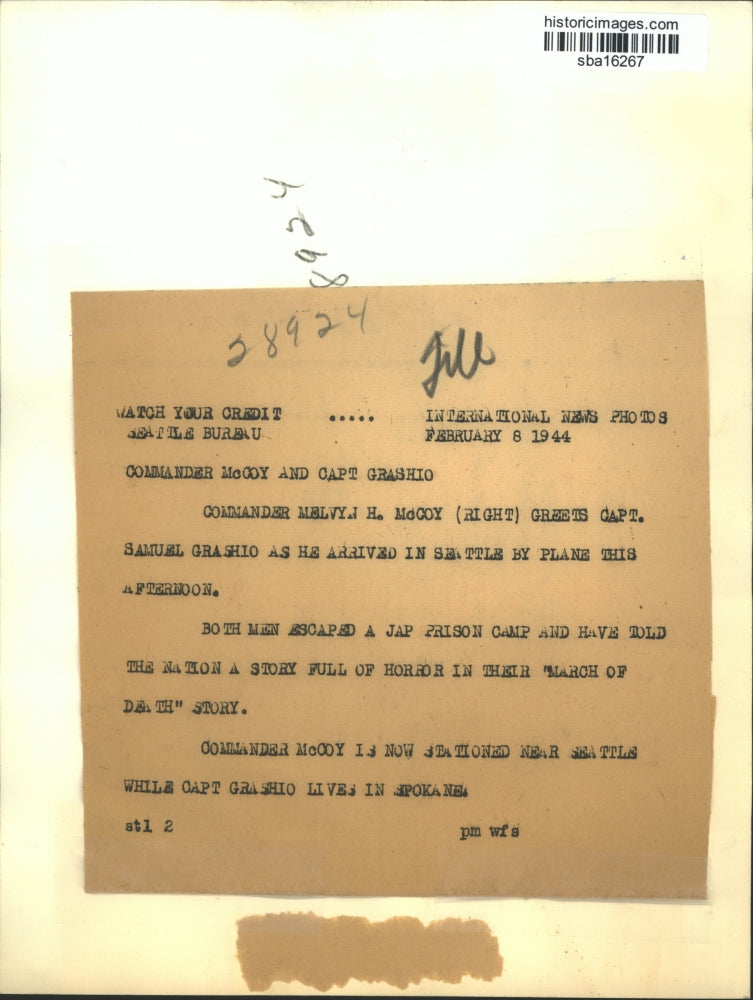 historicimages.com
sba16267
8924
28924
WATCH YOUR CREDIT ..... INTERNATIONAL NEWS PHOTOS
SEATTLE BUREAU FEBRUARY 8 1944
COMMANDER McCOY AND CAPT GRASHIO
COMMANDER MELVYN H. McCOY (RIGHT) GREETS CAPT.
SAMUEL GRASHIO AS HE ARRIVED IN SEATTLE BY PLANE THIS
AFTERNOON.
BOTH MEN ESCAPED A JAP PRISON CAMP AND HAVE TOLD
THE NATION A STORY FULL OF HORROR IN THEIR "MARCH OF
DEATH" STORY.
COMMANDER McCOY IS NOW STATIONED NEAR SEATTLE
WHILE CAPT GRASHIO LIVES IN SPOKANE.
stl 2 pm wfs